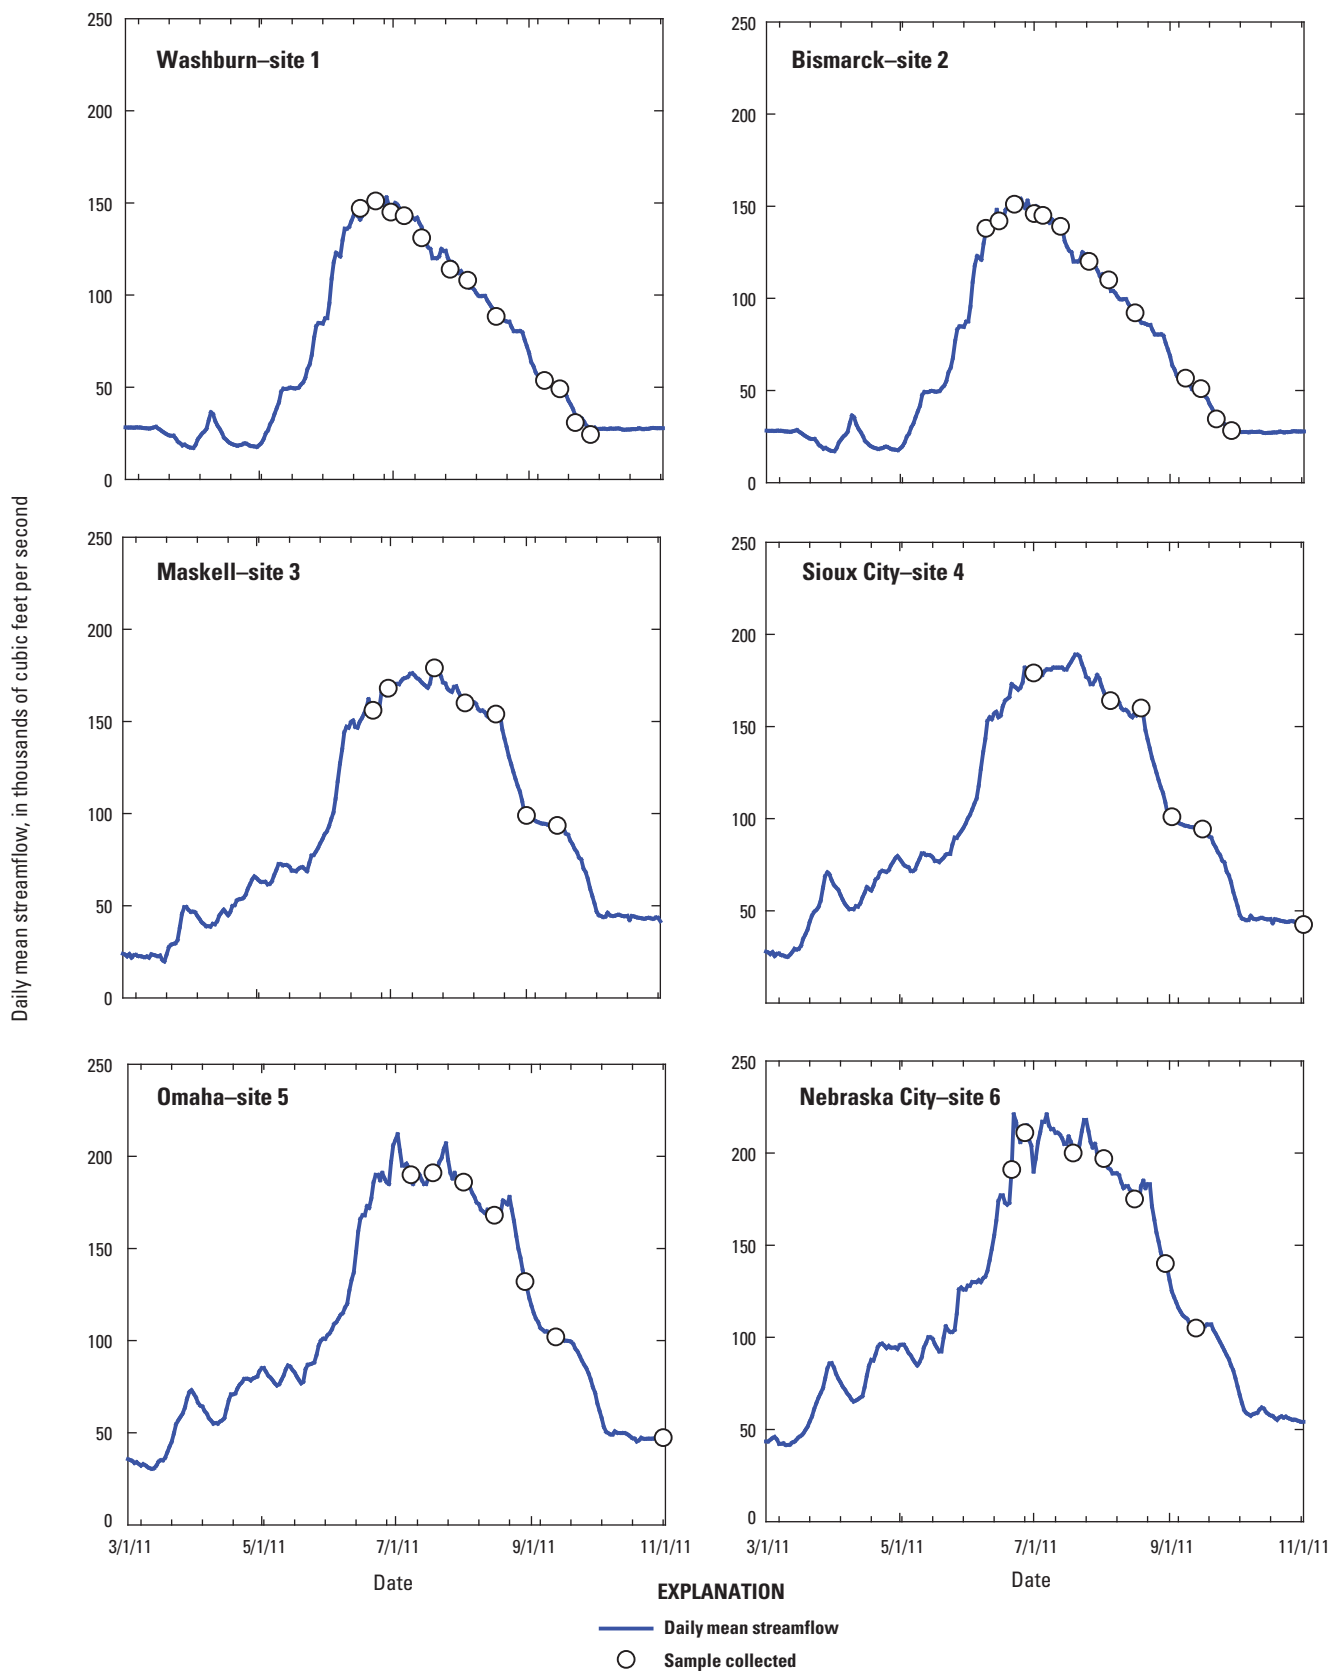 Daily mean streamflow, in thousands of cubic feet per second
Washburn–site 1
250
200
150
100
50
0
Bismarck–site 2
250
200
150
100
50
0
Maskell–site 3
250
200
150
100
50
0
Sioux City–site 4
250
200
150
100
50
Omaha–site 5
250
200
150
100
50
0
3/1/11 5/1/11 7/1/11 9/1/11 11/1/11
Date
Nebraska City–site 6
250
200
150
100
50
0
3/1/11 5/1/11 7/1/11 9/1/11 11/1/11
Date
EXPLANATION
Daily mean streamflow
Sample collected